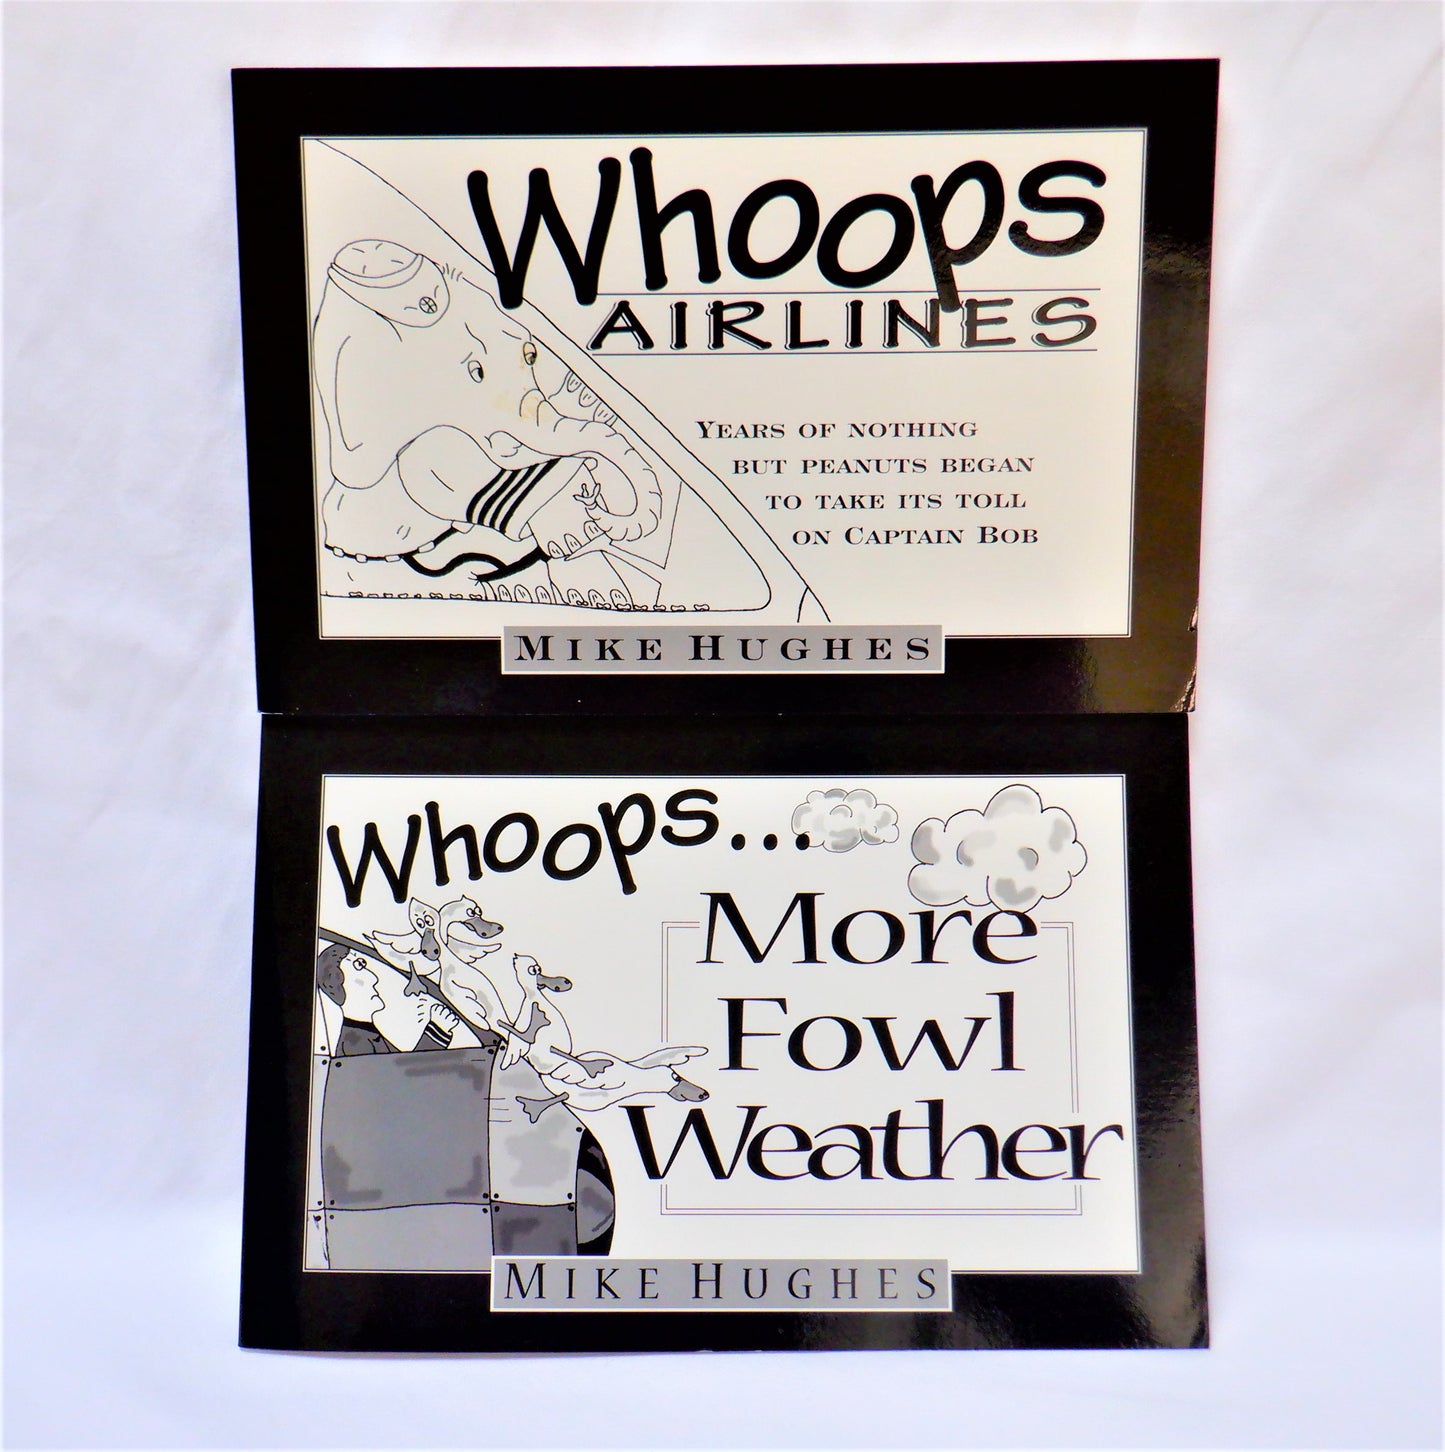 Whoops
AIRLINES
YEARS OF NOTHING
BUT PEANUTS BEGAN
TO TAKE ITS TOLL
ON CAPTAIN BOB
MIKE HUGHES
Whoops...
More
Fowl
Weather
MIKE HUGHES